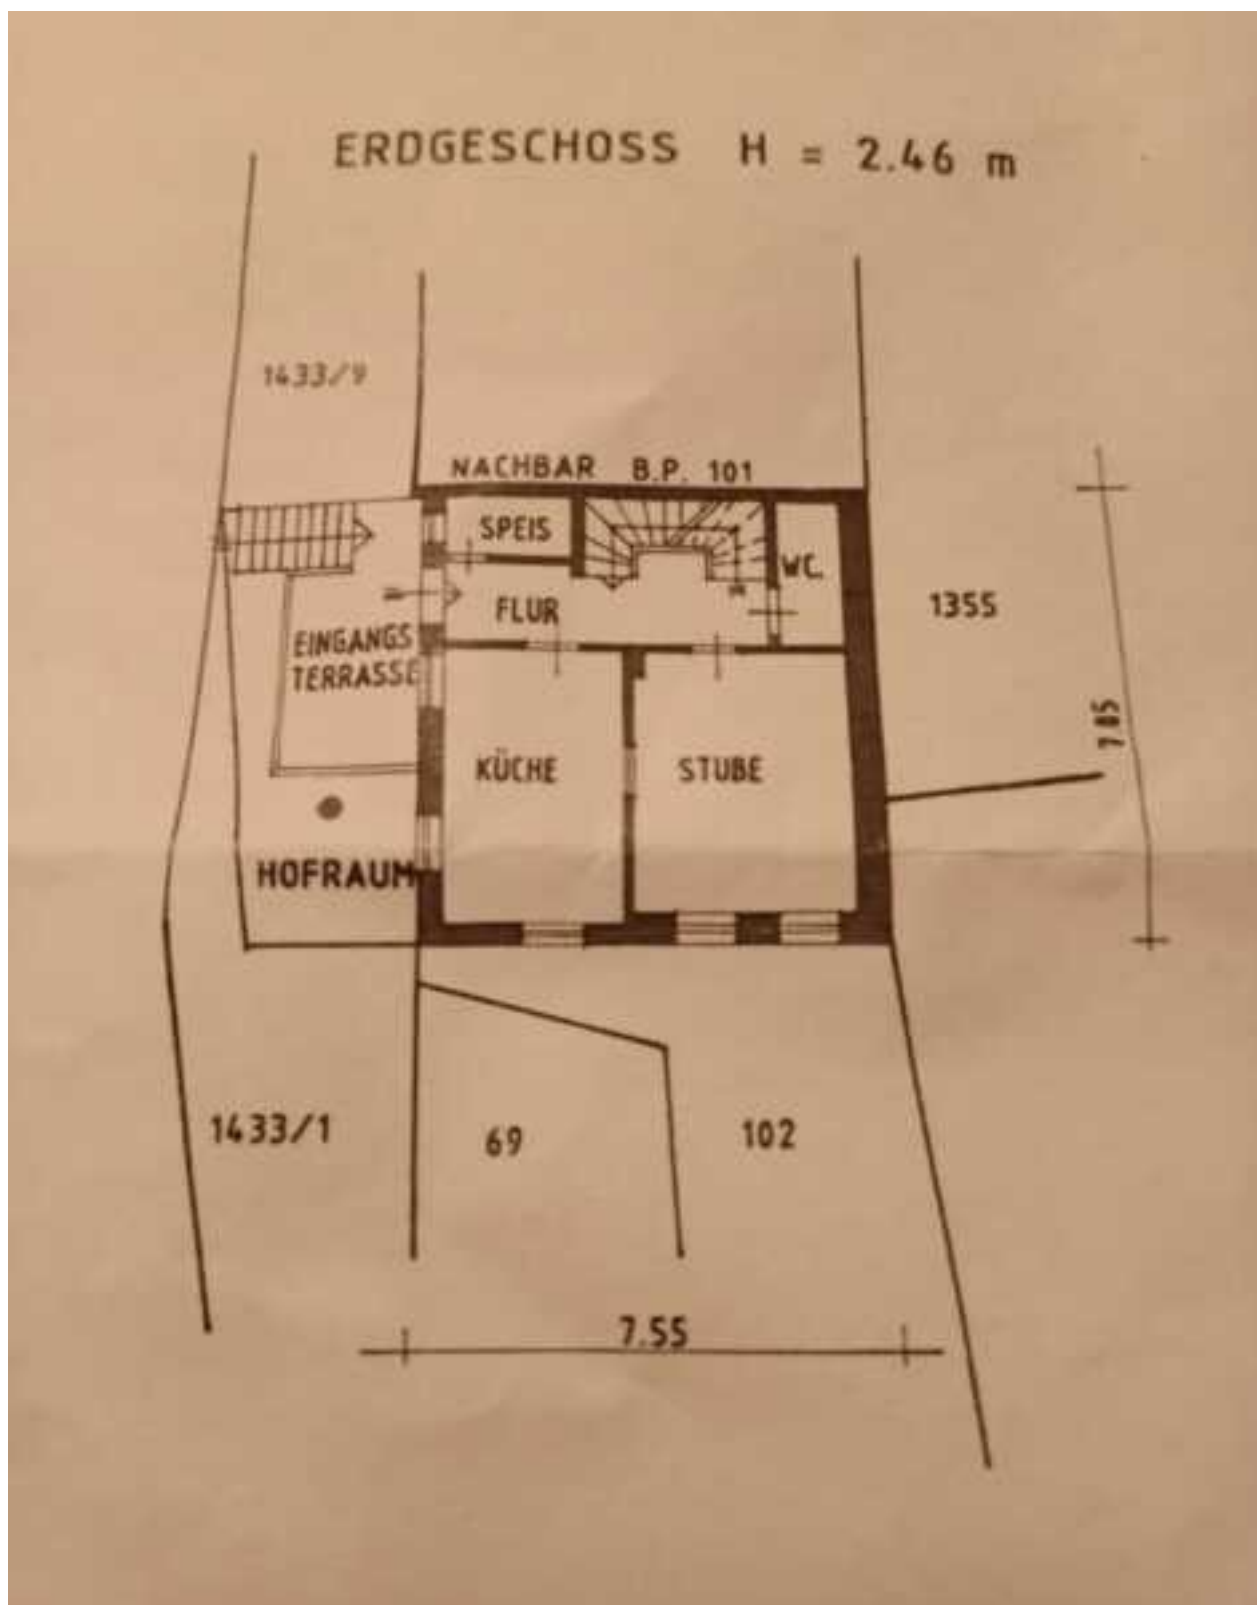 ERDGESCHOSS H = 2.46 m
1433/9
NACHBAR B.P. 101
SPEIS
WC.
FLUR
1355
EINGANGS
TERRASSE
7.05
KÜCHE
STUBE
HOFRAUM
1433/1
69
102
7.55